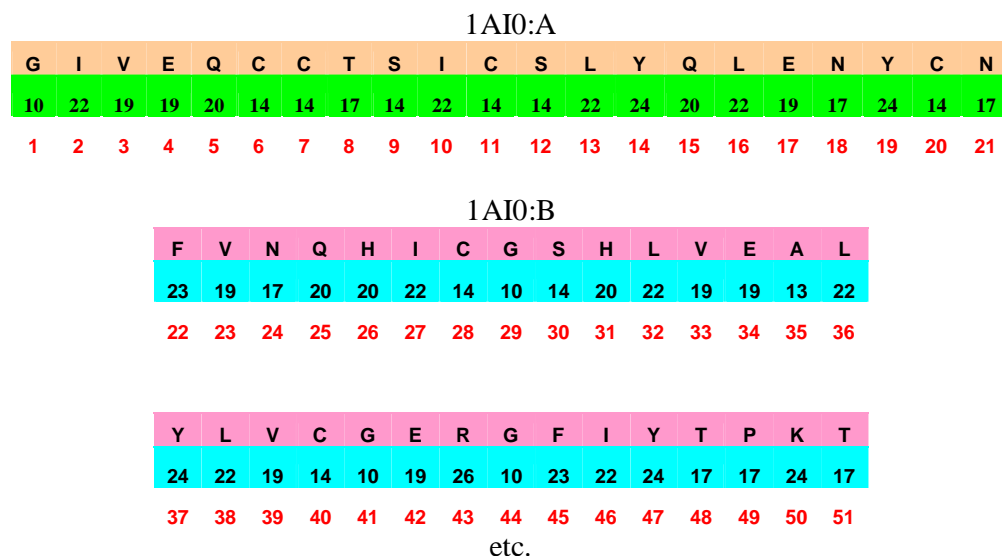 1AI0:A
G I V E Q C C T S I C S L Y Q L E N Y C N
10 22 19 19 20 14 14 17 14 22 14 14 22 24 20 22 19 17 24 14 17
1 2 3 4 5 6 7 8 9 10 11 12 13 14 15 16 17 18 19 20 21
1AI0:B
F V N Q H I C G S H L V E A L
23 19 17 20 20 22 14 10 14 20 22 19 19 13 22
22 23 24 25 26 27 28 29 30 31 32 33 34 35 36
Y L V C G E R G F I Y T P K T
24 22 19 14 10 19 26 10 23 22 24 17 17 24 17
37 38 39 40 41 42 43 44 45 46 47 48 49 50 51
etc.